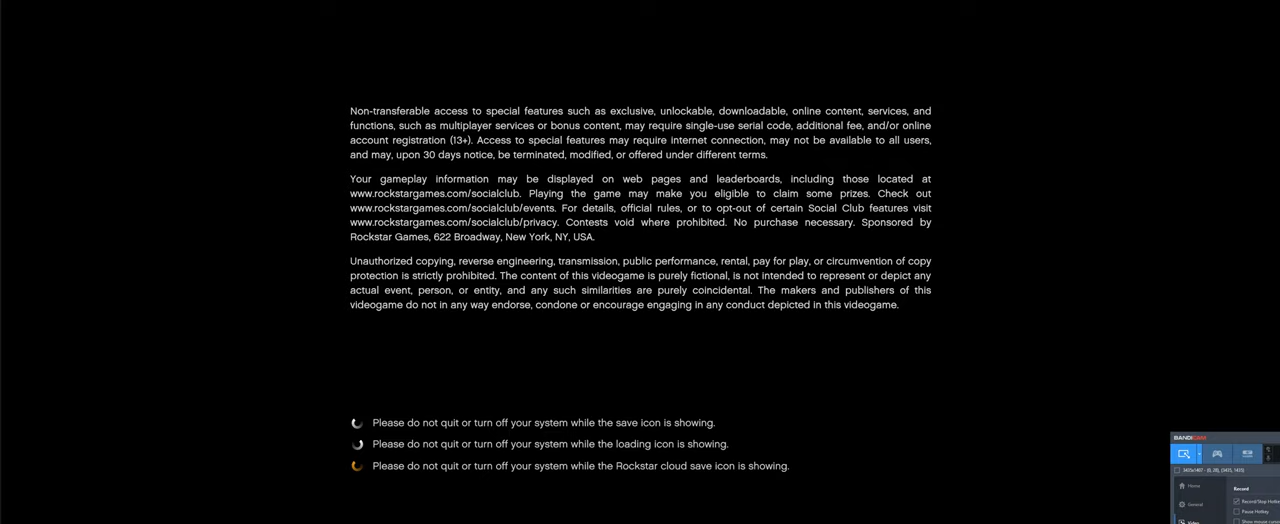 Non-transferable access to special features such as exclusive, unlockable, downloadable, online content, services, and
functions, such as multiplayer services or bonus content, may require single-use serial code, additional fee, and/or online
account registration (13+). Access to special features may require internet connection, may not be available to all users,
and may, upon 30 days notice, be terminated, modified, or offered under different terms.
Your gameplay information may be displayed on web pages and leaderboards, including those located at
www.rockstargames.com/socialclub. Playing the game may make you eligible to claim some prizes. Check out
www.rockstargames.com/socialclub/events. For details, official rules, or to opt-out of certain Social Club features visit
www.rockstargames.com/socialclub/privacy. Contests void where prohibited. No purchase necessary. Sponsored by
Rockstar Games, 622 Broadway, New York, NY, USA.
Unauthorized copying, reverse engineering, transmission, public performance, rental, pay for play, or circumvention of copy
protection is strictly prohibited. The content of this videogame is purely fictional, is not intended to represent or depict any
actual event, person, or entity, and any such similarities are purely coincidental. The makers and publishers of this
videogame do not in any way endorse, condone or encourage engaging in any conduct depicted in this videogame.
Please do not quit or turn off your system while the save icon is showing.
Please do not quit or turn off your system while the loading icon is showing.
Please do not quit or turn off your system while the Rockstar cloud save icon is showing.
BANDICAM
Home
Record
General
Record/Stop Hotke
Pause Hotkey
Video
Show mouse curso